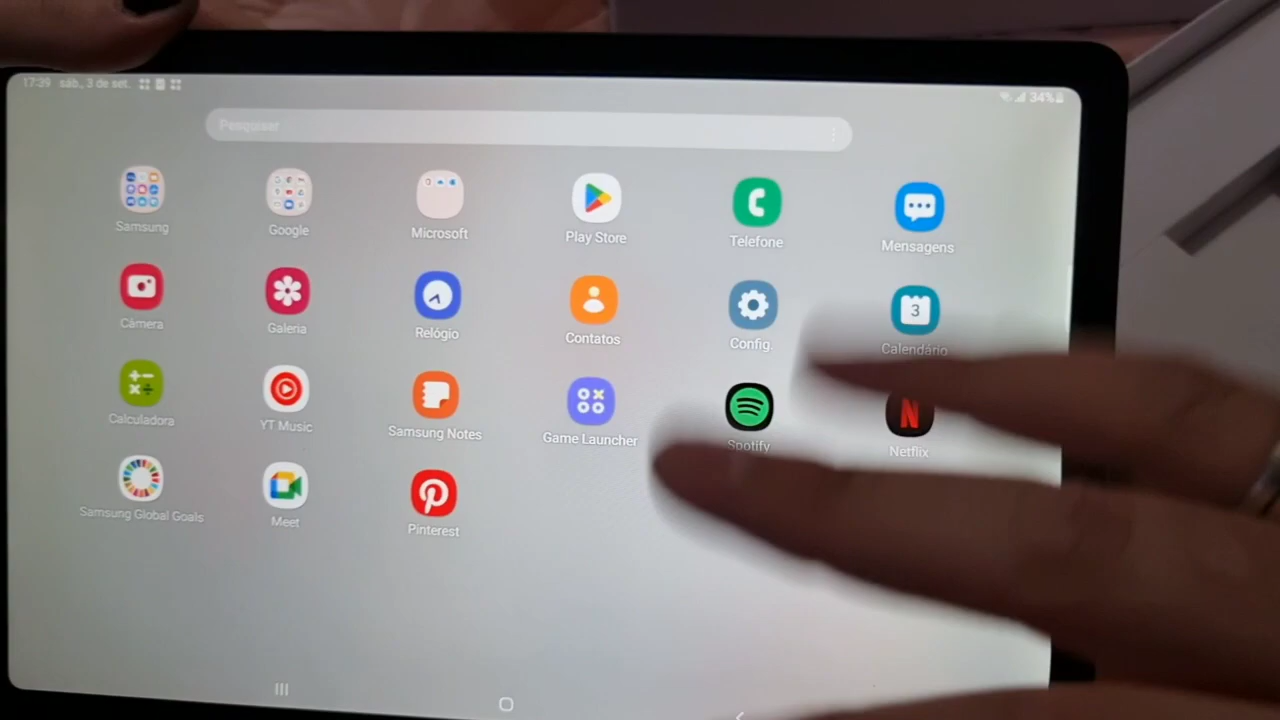 17:39 sáb., 3 de set.
34%
Pesquisar
Samsung
Google
Microsoft
Play Store
Telefone
Mensagens
Câmera
Galeria
Relógio
Contatos
Config.
3
Calendário
Calculadora
YT Music
Samsung Notes
Game Launcher
Spotify
N
Netflix
Samsung Global Goals
Meet
Pinterest